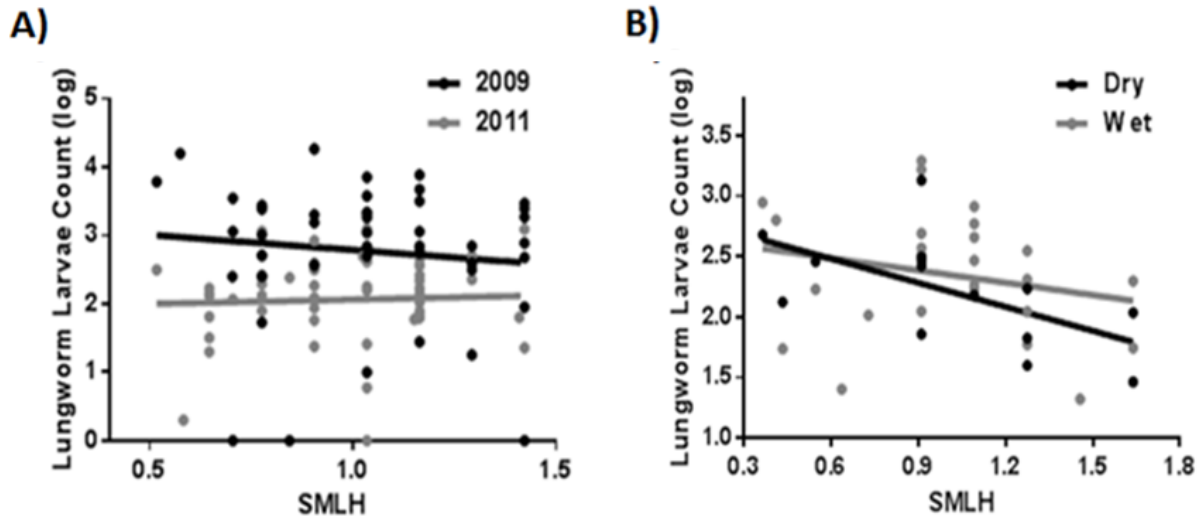 A)
2009
2011
Lungworm Larvae Count (log)
5
4
3
2
1
0
0.5 1.0 1.5
SMLH
B)
Dry
Wet
Lungworm Larvae Count (log)
3.5
3.0
2.5
2.0
1.5
1.0
0.3 0.6 0.9 1.2 1.5 1.8
SMLH